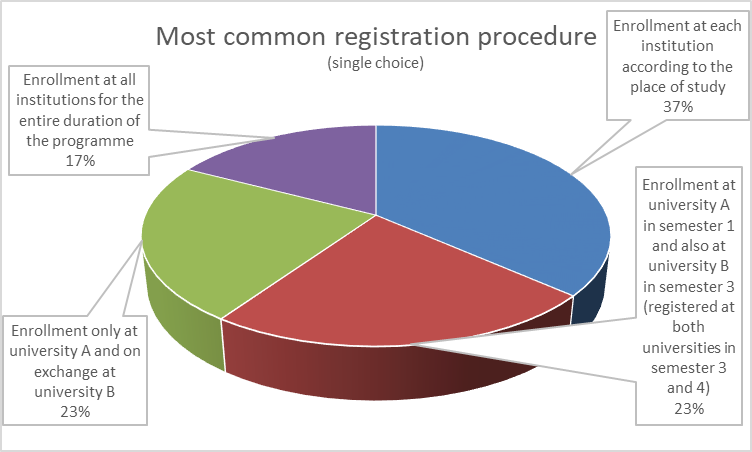 Most common registration procedure
(single choice)
Enrollment at each
institution
according to the
place of study
37%
Enrollment at
university A
in semester 1
and also at
university B
in semester 3
(registered at
both
universities in
semester 3
and 4)
23%
Enrollment only at
university A and on
exchange at
university B
23%
Enrollment at all
institutions for the
entire duration of
the programme
17%